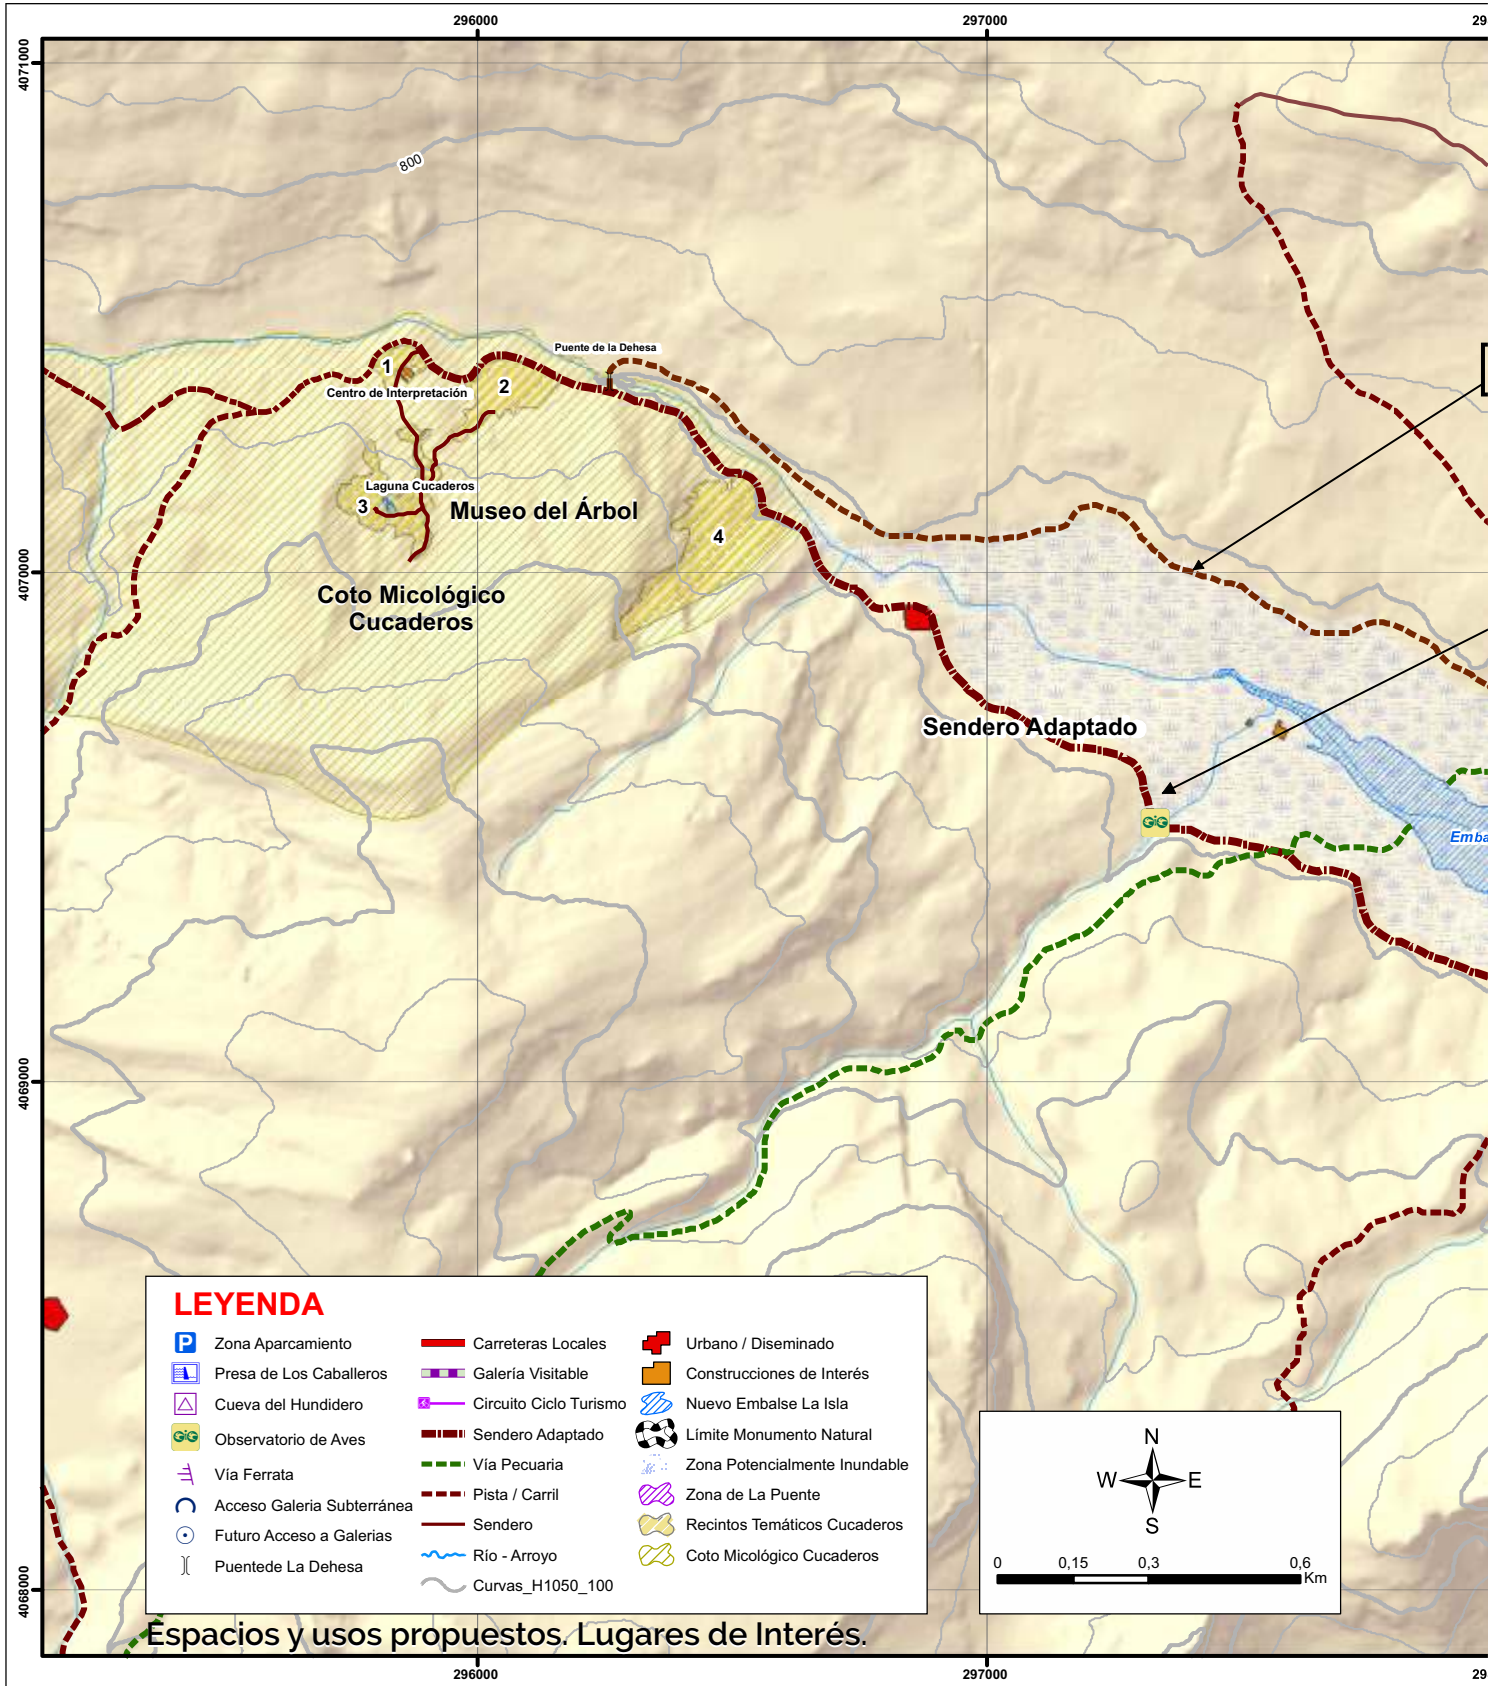 296000
297000
29
4071000
800
Puente de la Dehesa
1
2
Centro de Interpretación
Laguna Cucaderos
3
Museo del Árbol
4
4070000
Coto Micológico
Cucaderos
Sendero Adaptado
Emba
4069000
LEYENDA
P Zona Aparcamiento
Presa de Los Caballeros
Cueva del Hundidero
Observatorio de Aves
Vía Ferrata
Acceso Galeria Subterránea
Futuro Acceso a Galerias
Puentede La Dehesa
Carreteras Locales
Galería Visitable
Circuito Ciclo Turismo
Sendero Adaptado
Vía Pecuaria
Pista / Carril
Sendero
Río - Arroyo
Curvas_H1050_100
Urbano / Diseminado
Construcciones de Interés
Nuevo Embalse La Isla
Límite Monumento Natural
Zona Potencialmente Inundable
Zona de La Puente
Recintos Temáticos Cucaderos
Coto Micológico Cucaderos
N
W E
S
0 0,15 0,3 0,6
Km
4068000
Espacios y usos propuestos. Lugares de Interés.
296000
297000
29